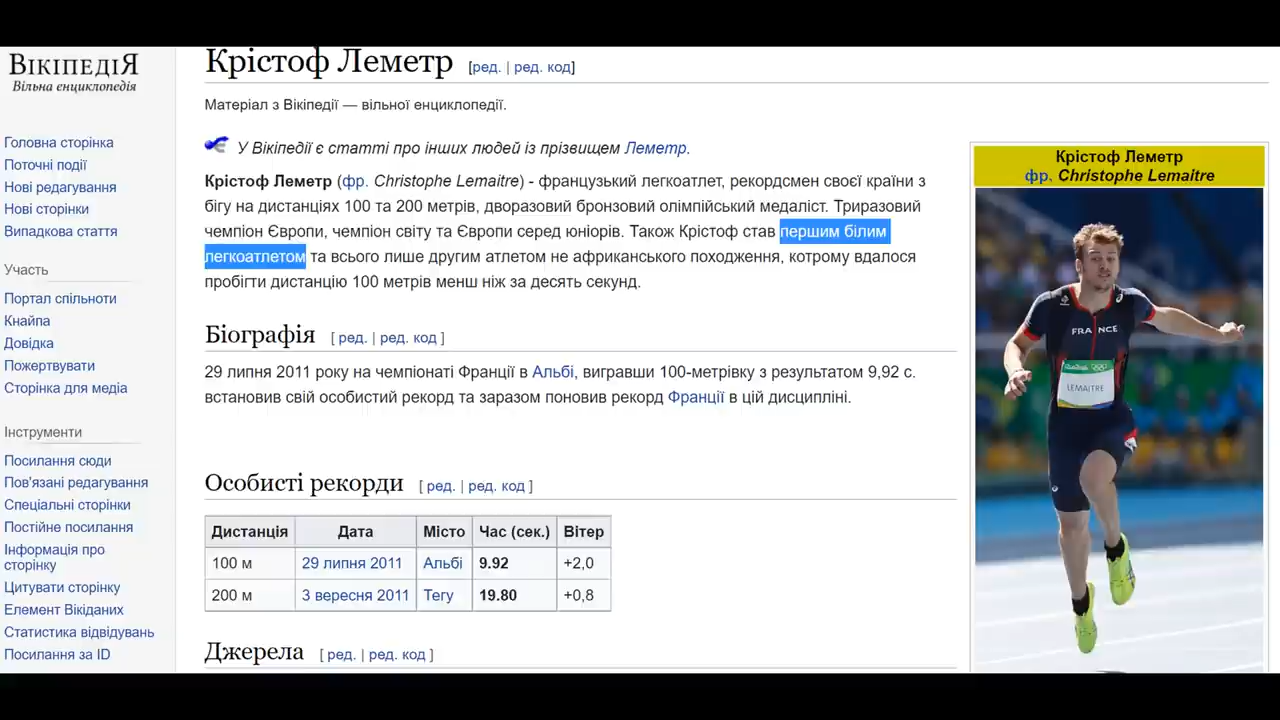 ВІКІПЕДІЯ
Вільна енциклопедія
Головна сторінка
Поточні події
Нові редагування
Нові сторінки
Випадкова стаття
Участь
Портал спільноти
Кнайпа
Довідка
Пожертвувати
Сторінка для медіа
Інструменти
Посилання сюди
Пов'язані редагування
Спеціальні сторінки
Постійне посилання
Інформація про
сторінку
Цитувати сторінку
Елемент Вікіданих
Статистика відвідувань
Посилання за ID
Крістоф Леметр [ред. | ред. код]
Матеріал з Вікіпедії — вільної енциклопедії.
У Вікіпедії є статті про інших людей із прізвищем Леметр.
Крістоф Леметр (фр. Christophe Lemaitre) - французький легкоатлет, рекордсмен своєї країни з
бігу на дистанціях 100 та 200 метрів, дворазовий бронзовий олімпійський медаліст. Триразовий
чемпіон Європи, чемпіон світу та Європи серед юніорів. Також Крістоф став першим білим
легкоатлетом та всього лише другим атлетом не африканського походження, котрому вдалося
пробігти дистанцію 100 метрів менш ніж за десять секунд.
Біографія [ ред. | ред. код ]
29 липня 2011 року на чемпіонаті Франції в Альбі, вигравши 100-метрівку з результатом 9,92 с.
встановив свій особистий рекорд та заразом поновив рекорд Франції в цій дисципліні.
Особисті рекорди [ ред. | ред. код ]
Дистанція Дата Місто Час (сек.) Вітер
100 м 29 липня 2011 Альбі 9.92 +2,0
200 м 3 вересня 2011 Тегу 19.80 +0,8
Джерела [ ред. | ред. код ]
Крістоф Леметр
фр. Christophe Lemaitre
FRANCE
LEMAITRE